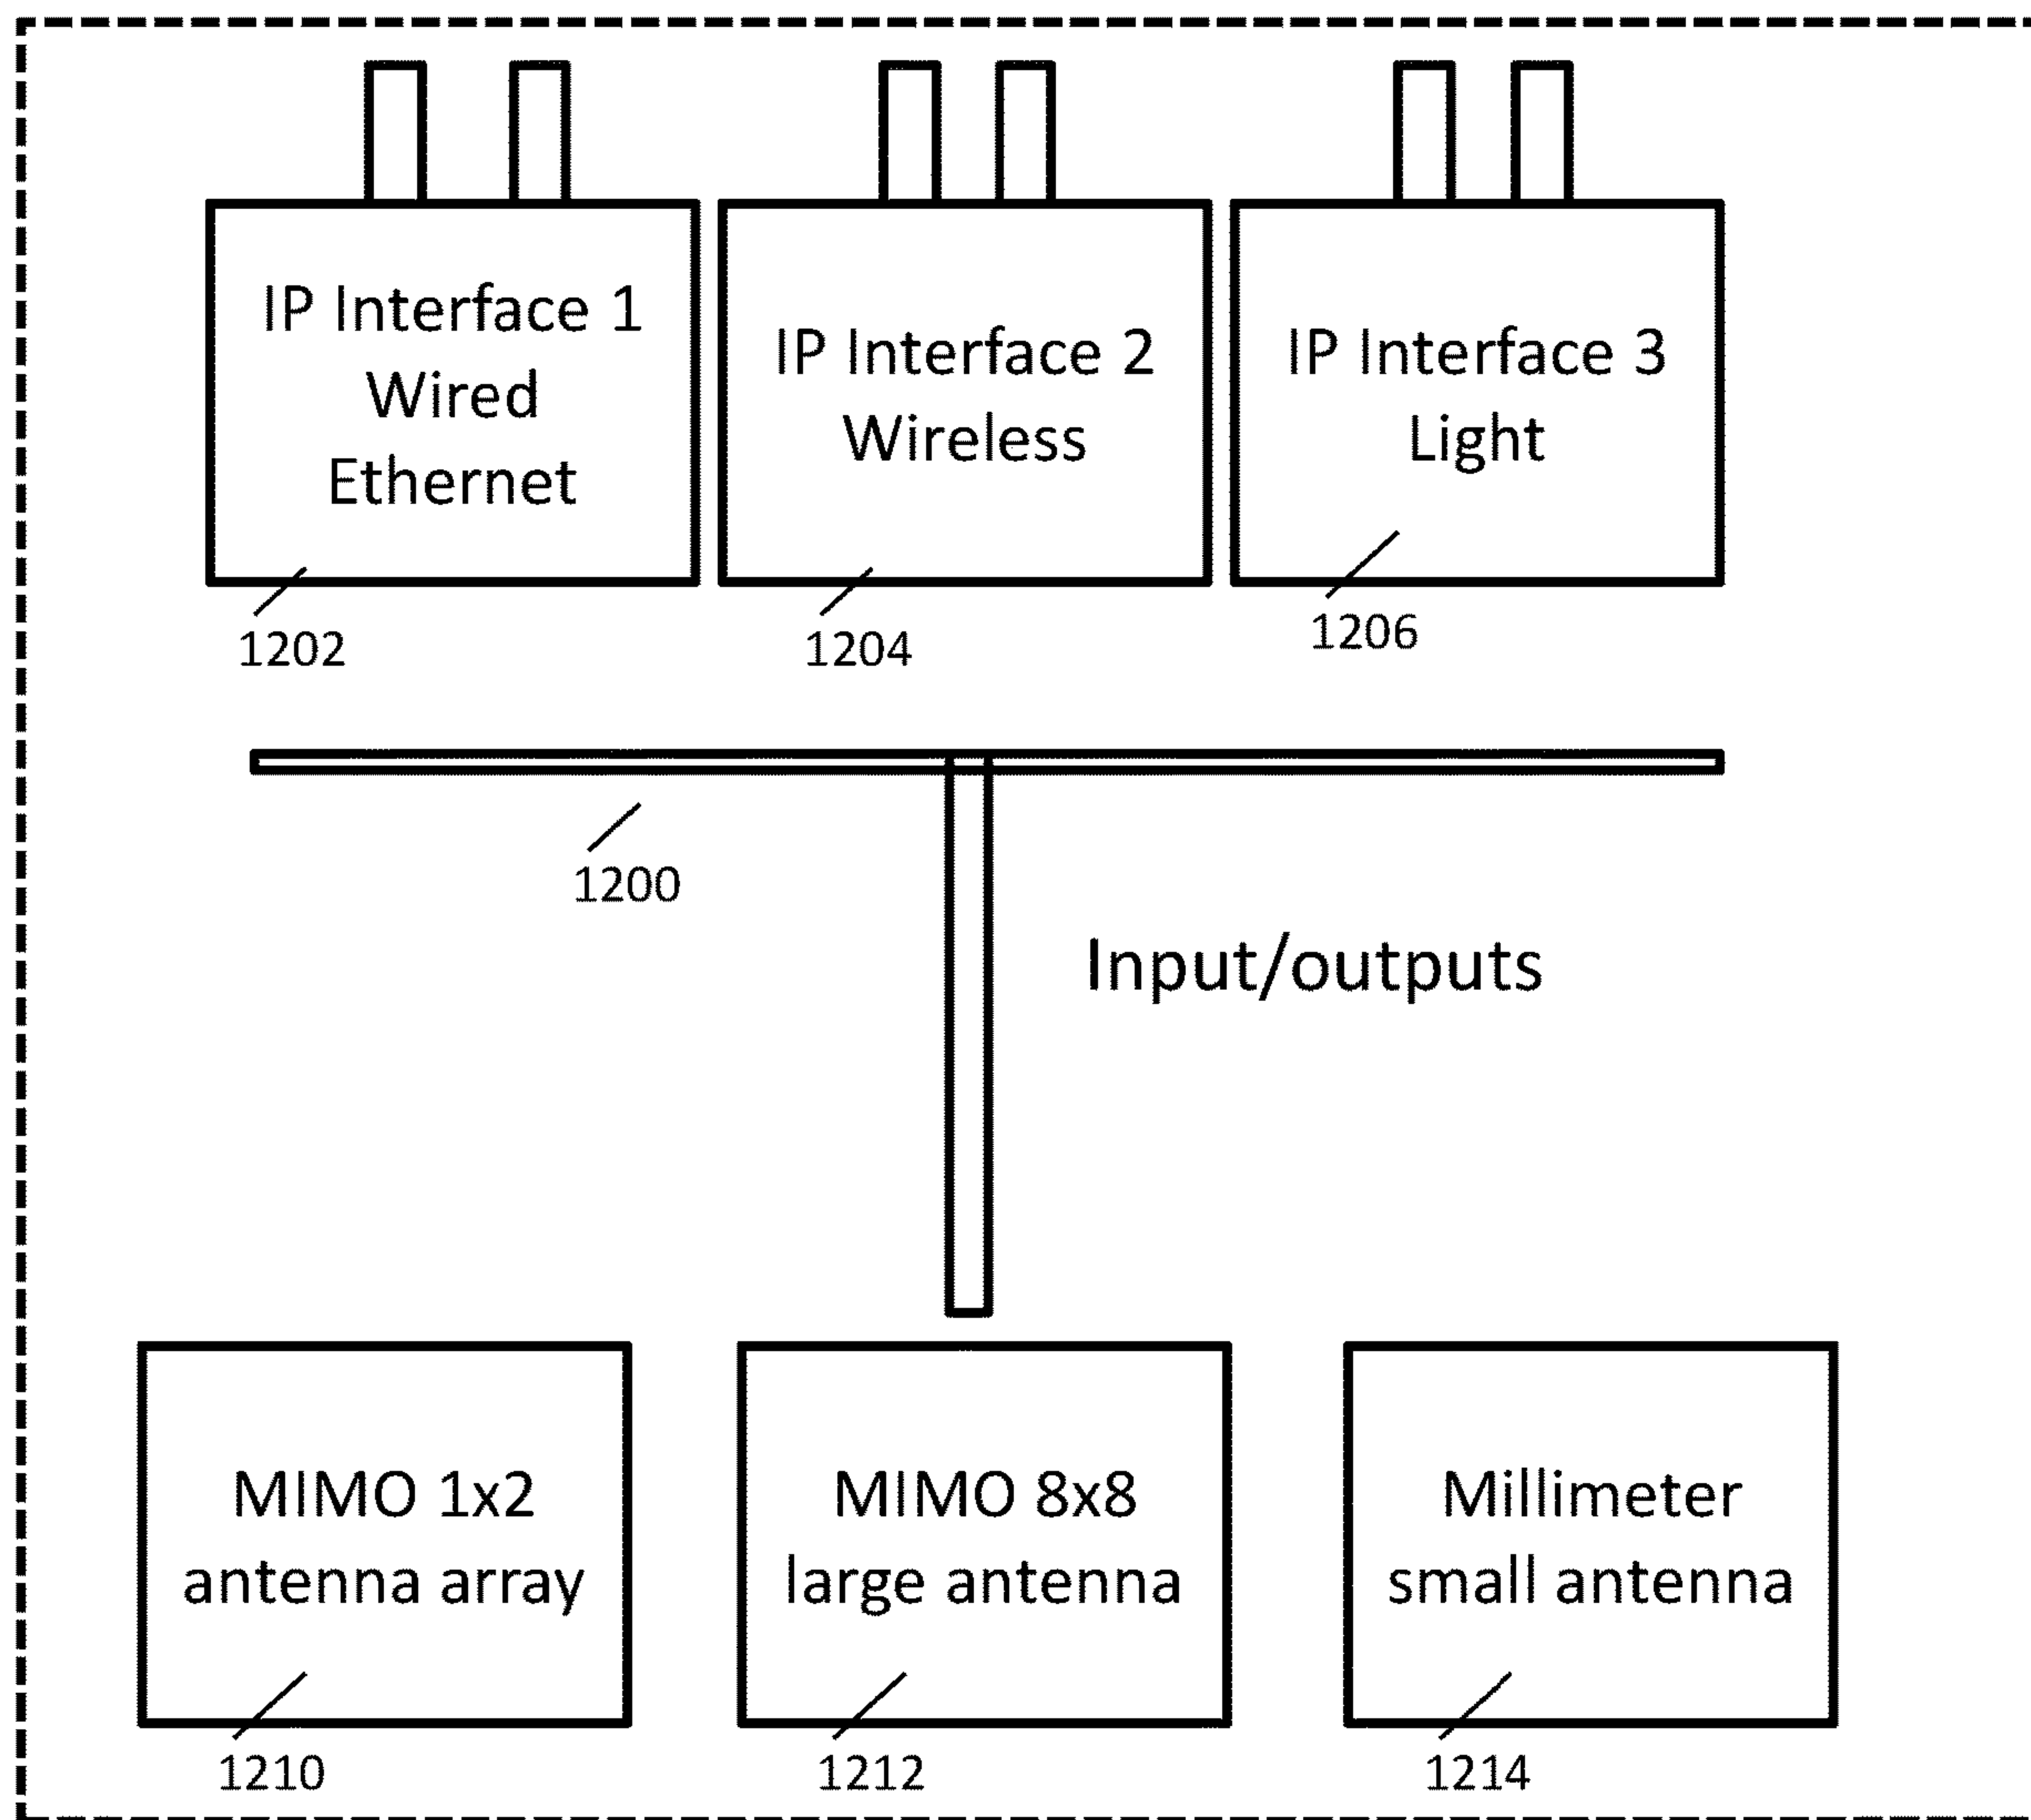 IP Interface 1
Wired
Ethernet
IP Interface 2
Wireless
IP Interface 3
Light
1202
1204
1206
1200
Input/outputs
MIMO 1x2
antenna array
MIMO 8x8
large antenna
Millimeter
small antenna
1210
1212
1214